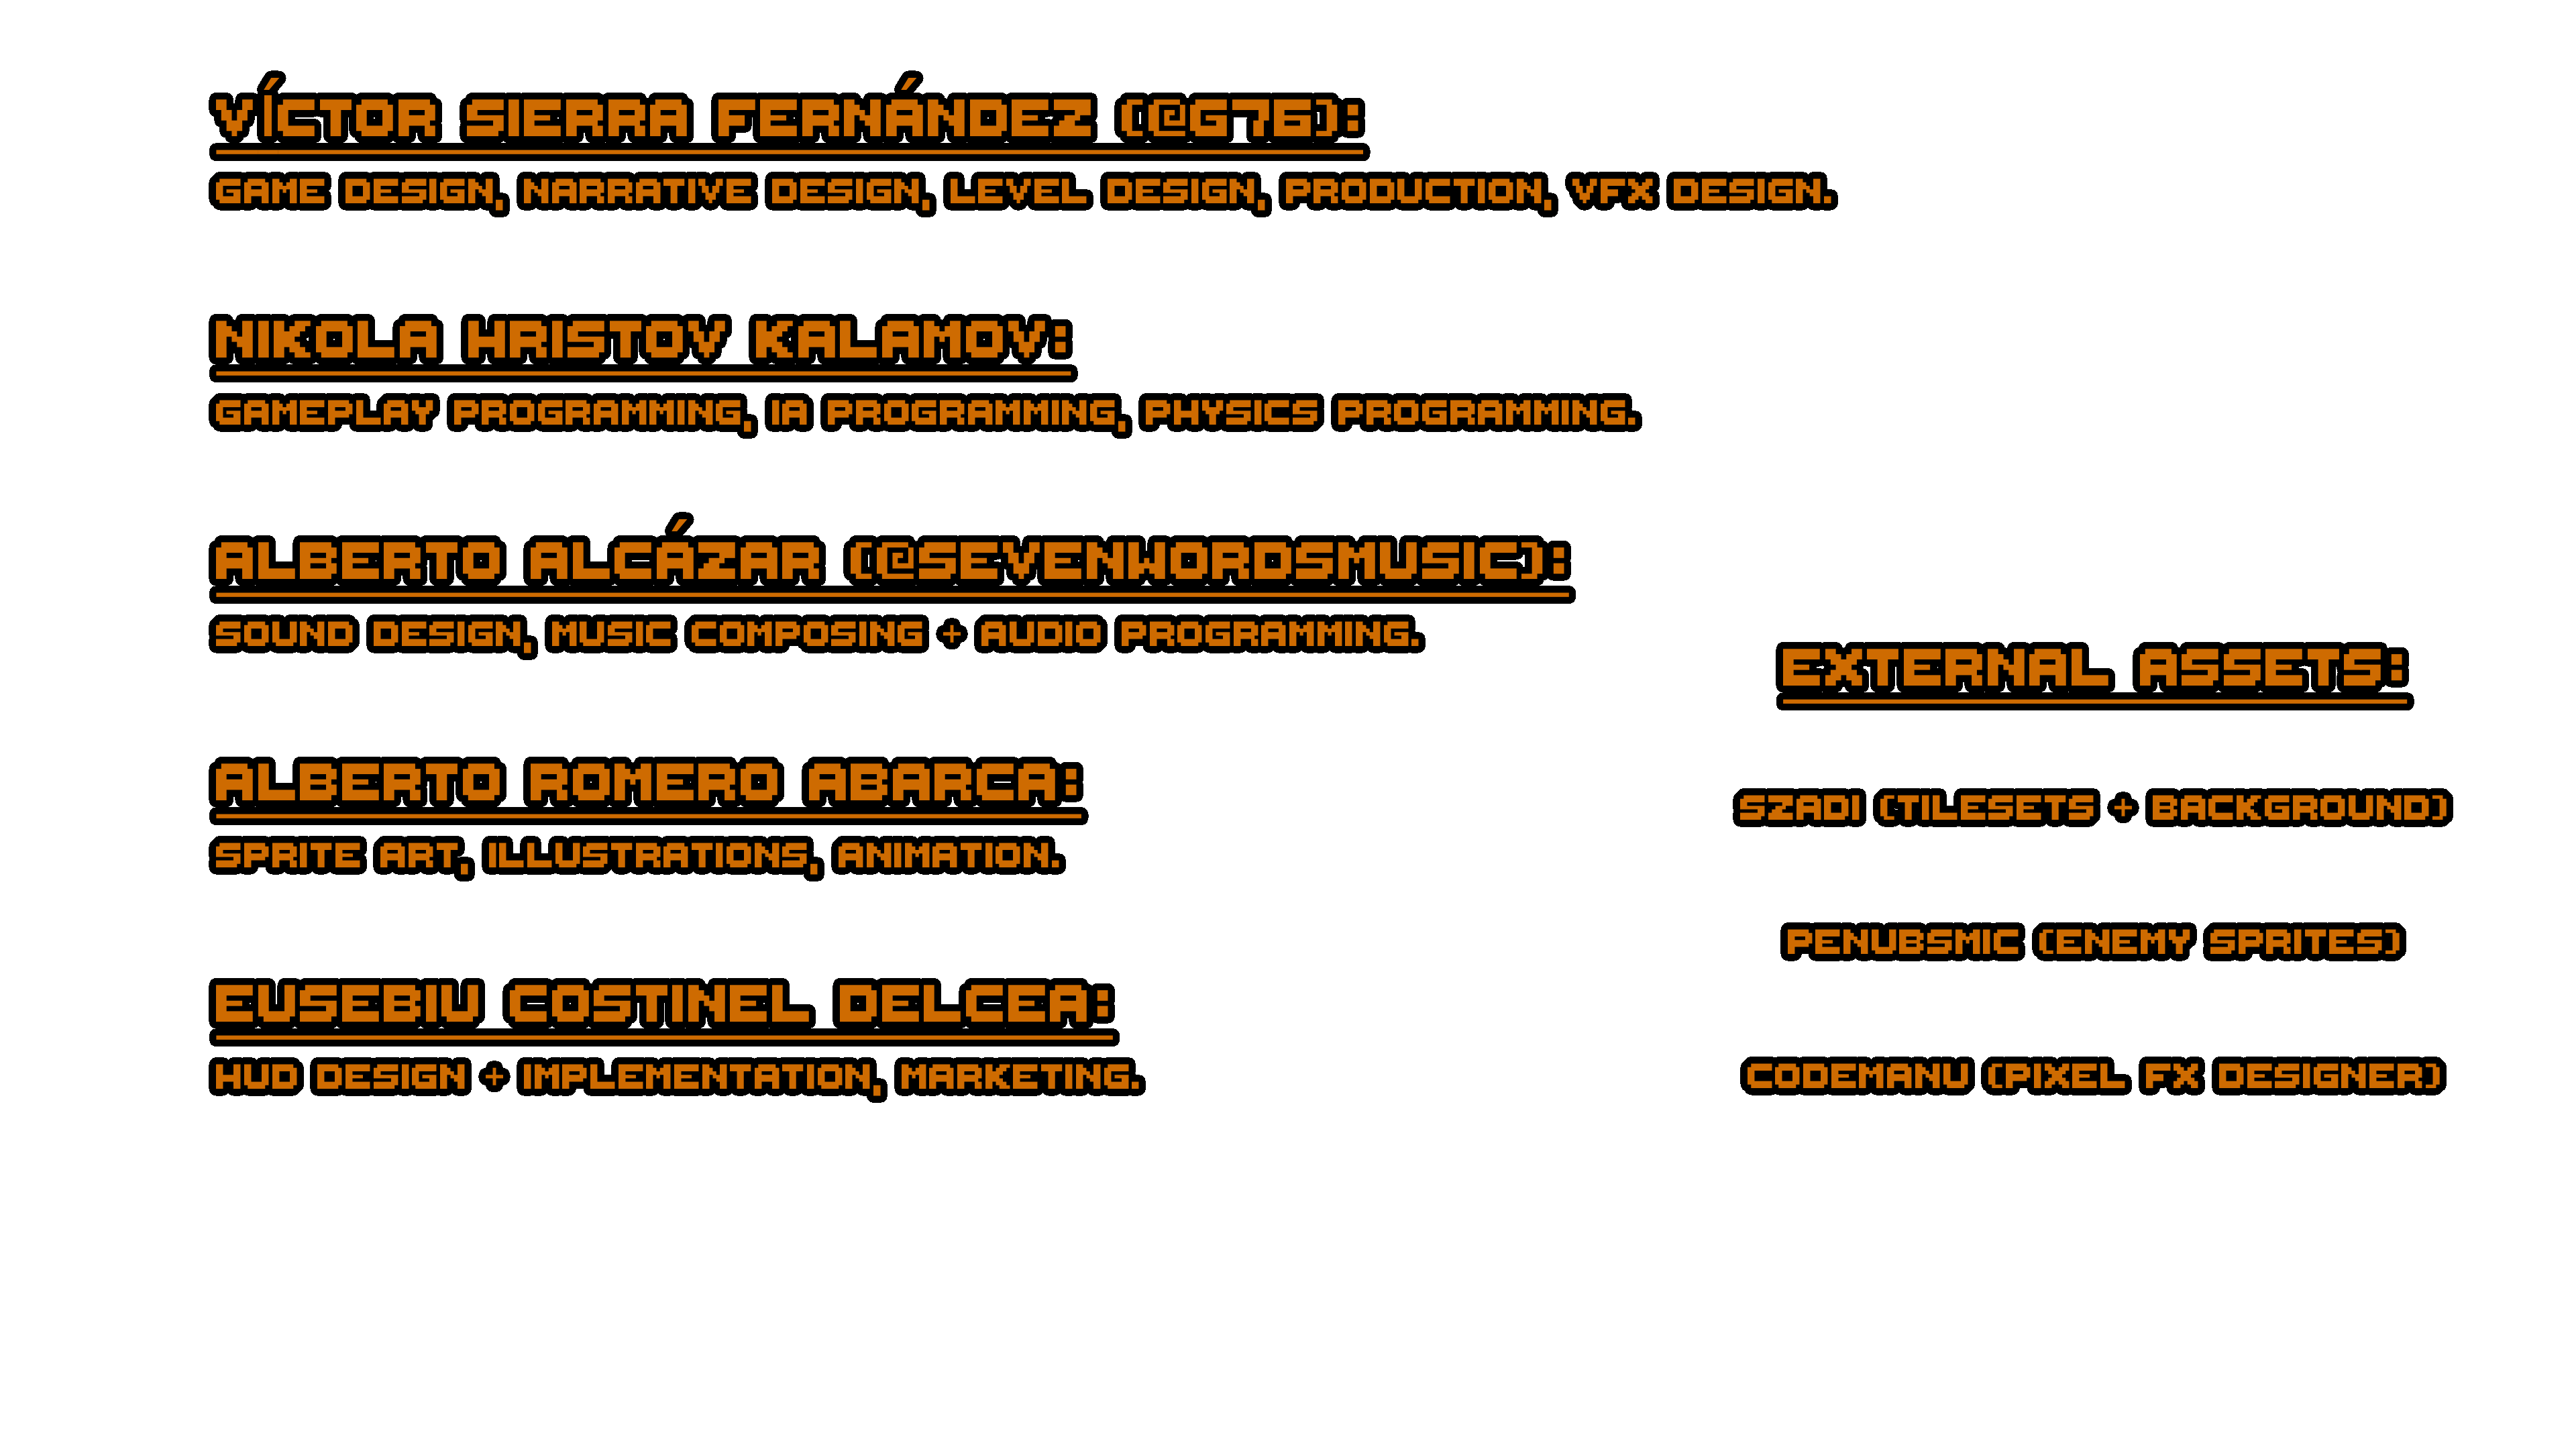 VÍCTOR SIERRA FERNÁNDEZ (@G76):
GAME DESIGN, NARRATIVE DESIGN, LEVEL DESIGN, PRODUCTION, VFX DESIGN.
NIKOLA HRISTOV KALAMOV:
GAMEPLAY PROGRAMMING, IA PROGRAMMING, PHYSICS PROGRAMMING.
ALBERTO ALCÁZAR (@SEVENWORDSMUSIC):
SOUND DESIGN, MUSIC COMPOSING + AUDIO PROGRAMMING.
ALBERTO ROMERO ABARCA:
SPRITE ART, ILLUSTRATIONS, ANIMATION.
EUSEBIU COSTINEL DELCEA:
HUD DESIGN + IMPLEMENTATION, MARKETING.
EXTERNAL ASSETS:
SZADI (TILESETS + BACKGROUND)
PENUBSMIC (ENEMY SPRITES)
CODEMANU (PIXEL FX DESIGNER)